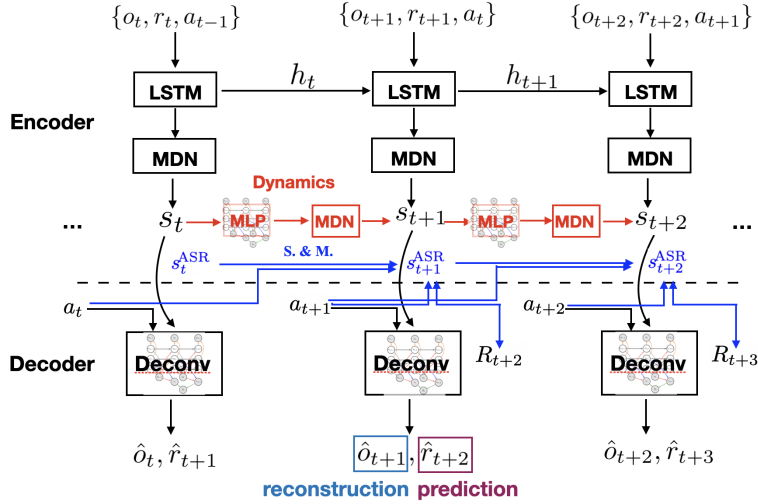 {o_t, r_t, a_{t-1}} {o_{t+1}, r_{t+1}, a_t} {o_{t+2}, r_{t+2}, a_{t+1}}
LSTM h_t LSTM h_{t+1} LSTM
Encoder
MDN MDN MDN
Dynamics
... s_t MLP MDN s_{t+1} MLP MDN s_{t+2} ...
S. & M.
s_t^{ASR} s_{t+1}^{ASR} s_{t+2}^{ASR}
a_t a_{t+1} a_{t+2}
Decoder Deconv Deconv R_{t+2} Deconv R_{t+3}
ô_t, r̂_{t+1} ô_{t+1}, r̂_{t+2} ô_{t+2}, r̂_{t+3}
reconstruction prediction